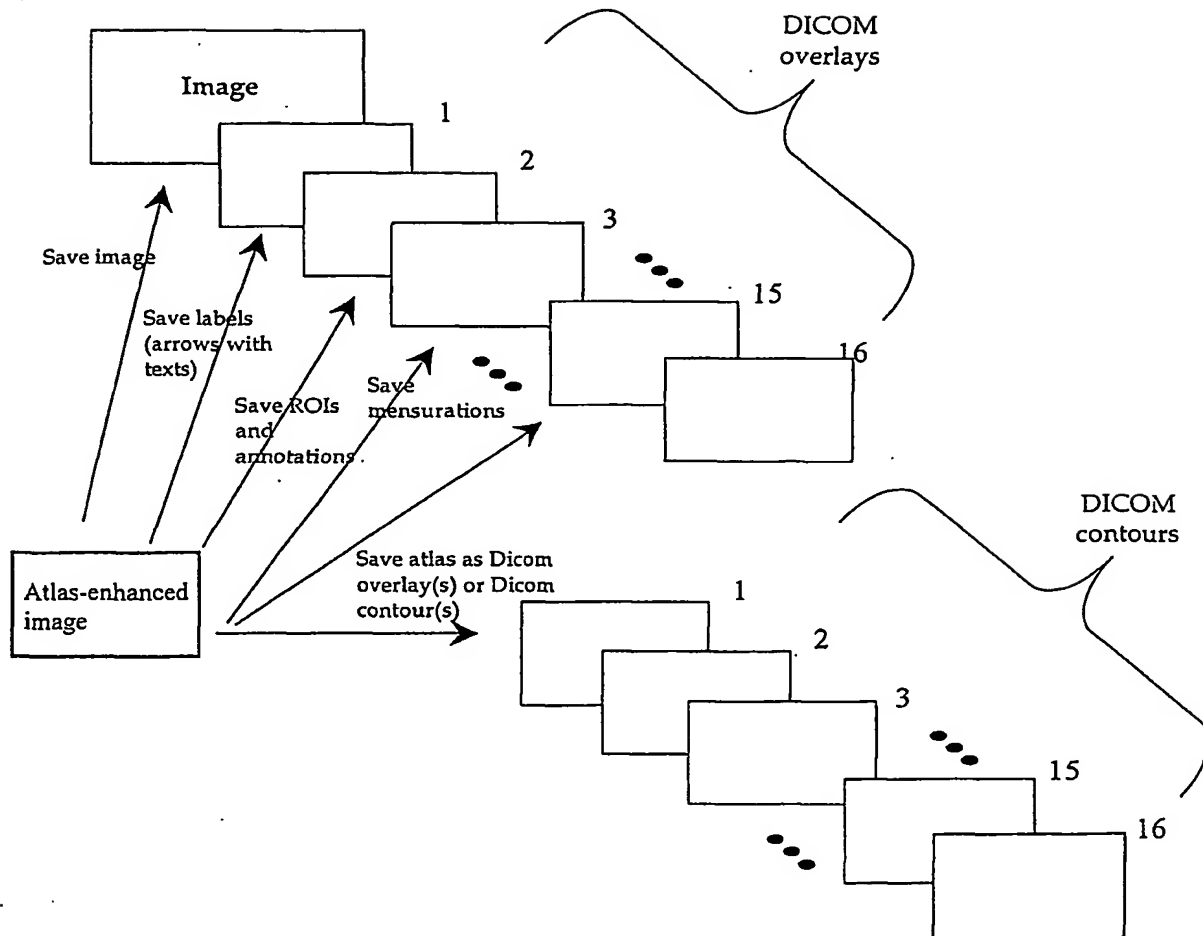 DICOM
overlays
Image
1
2
3
15
16
Save image
Save labels
(arrows with
texts)
Save ROIs
and
annotations
Save
mensurations
Save atlas as Dicom
overlay(s) or Dicom
contour(s)
Atlas-enhanced
image
DICOM
contours
1
2
3
15
16